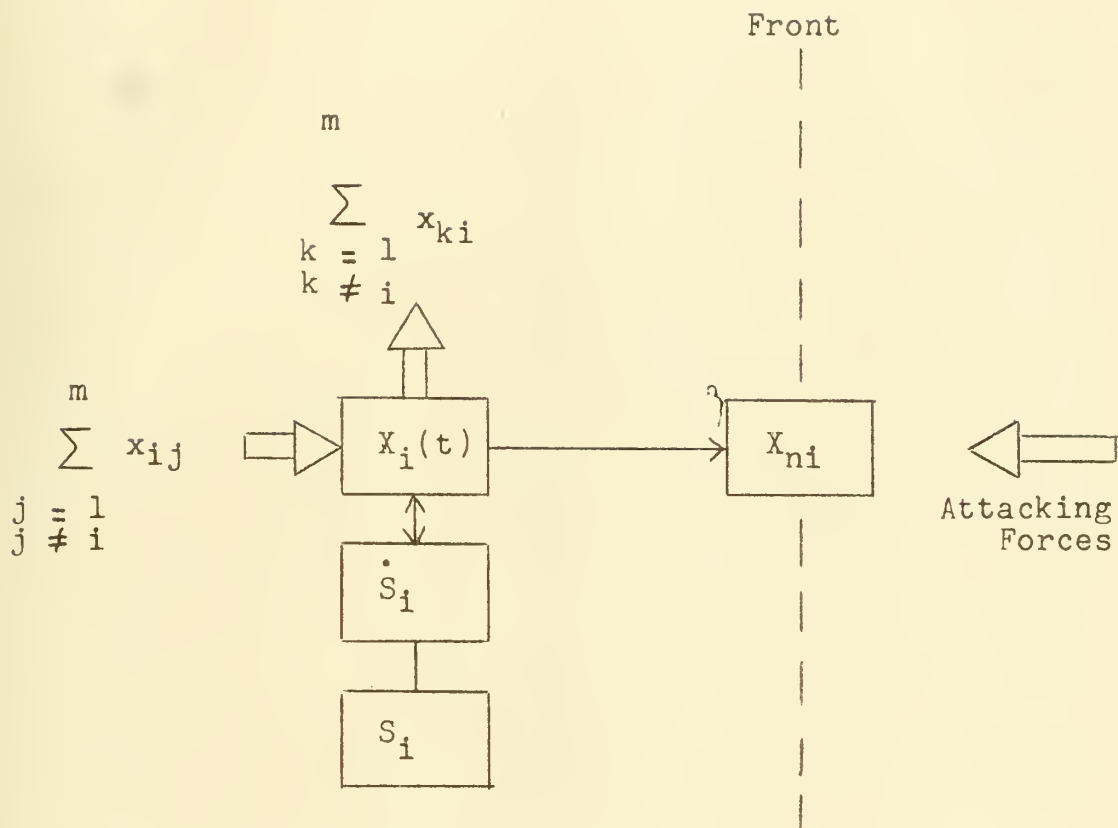 Front
m
∑ x_ki
k = 1
k ≠ i
m
∑ x_ij
j = 1
j ≠ i
X_i(t)
X_ni
Attacking
Forces
Ṡ_i
S_i